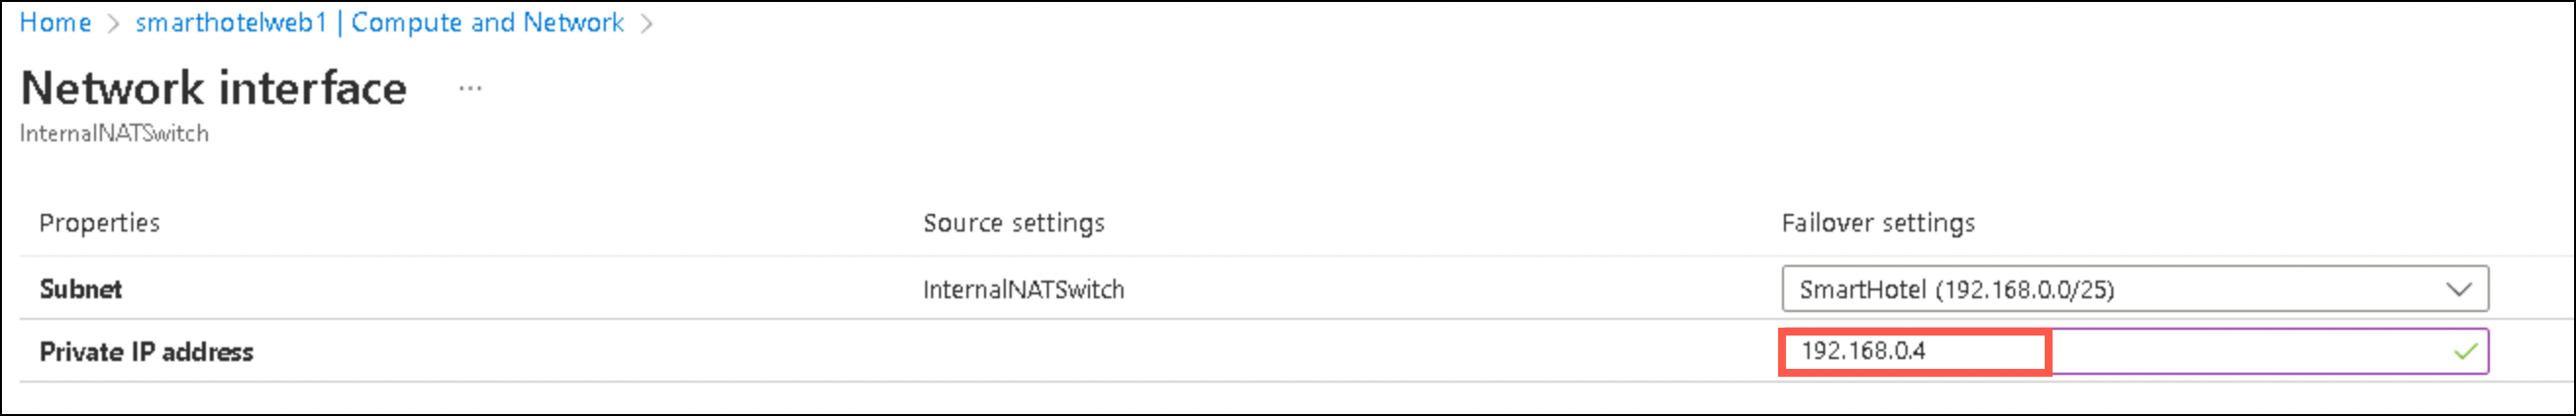 Home > smarthotelweb1 | Compute and Network >
Network interface ...
InternalNATSwitch
Properties Source settings Failover settings
Subnet InternalNATSwitch SmartHotel (192.168.0.0/25)
Private IP address 192.168.0.4